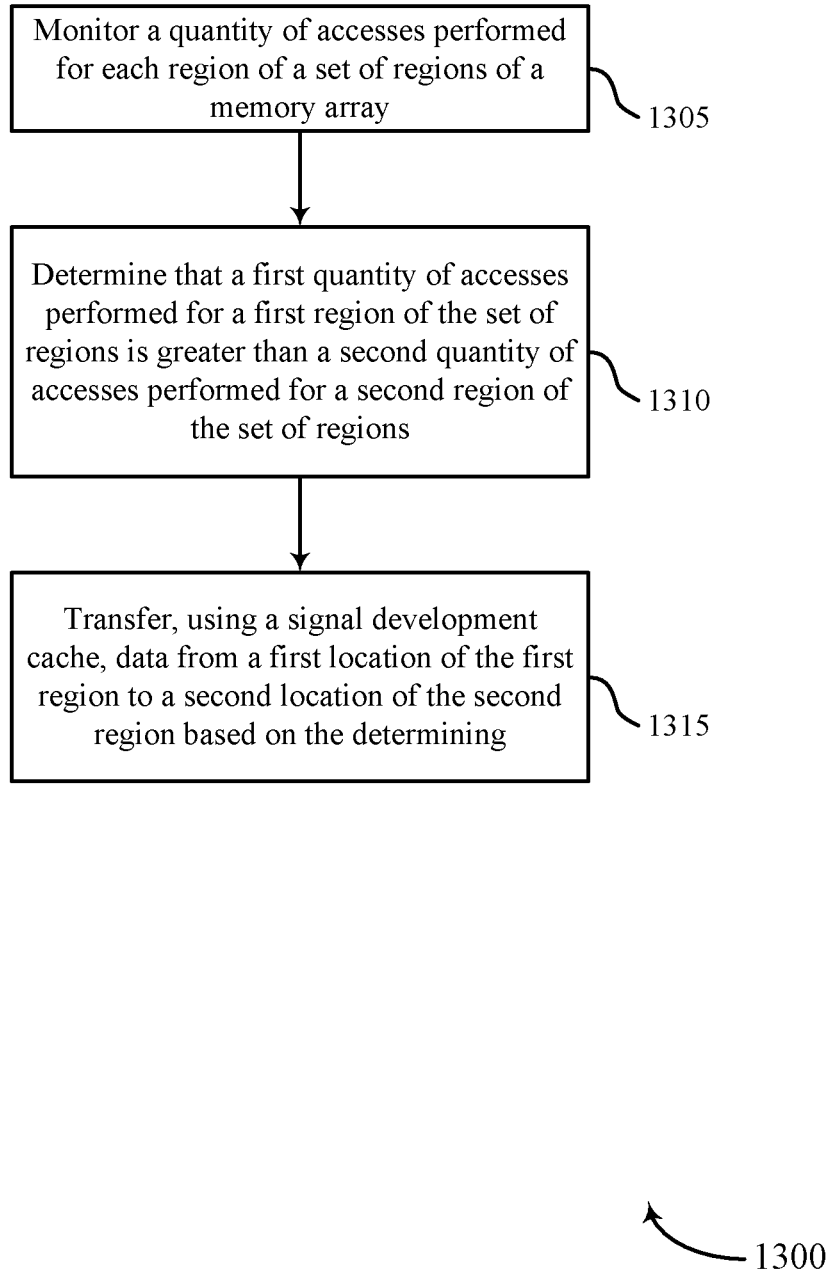 Monitor a quantity of accesses performed
for each region of a set of regions of a
memory array
1305
Determine that a first quantity of accesses
performed for a first region of the set of
regions is greater than a second quantity of
accesses performed for a second region of
the set of regions
1310
Transfer, using a signal development
cache, data from a first location of the first
region to a second location of the second
region based on the determining
1315
1300